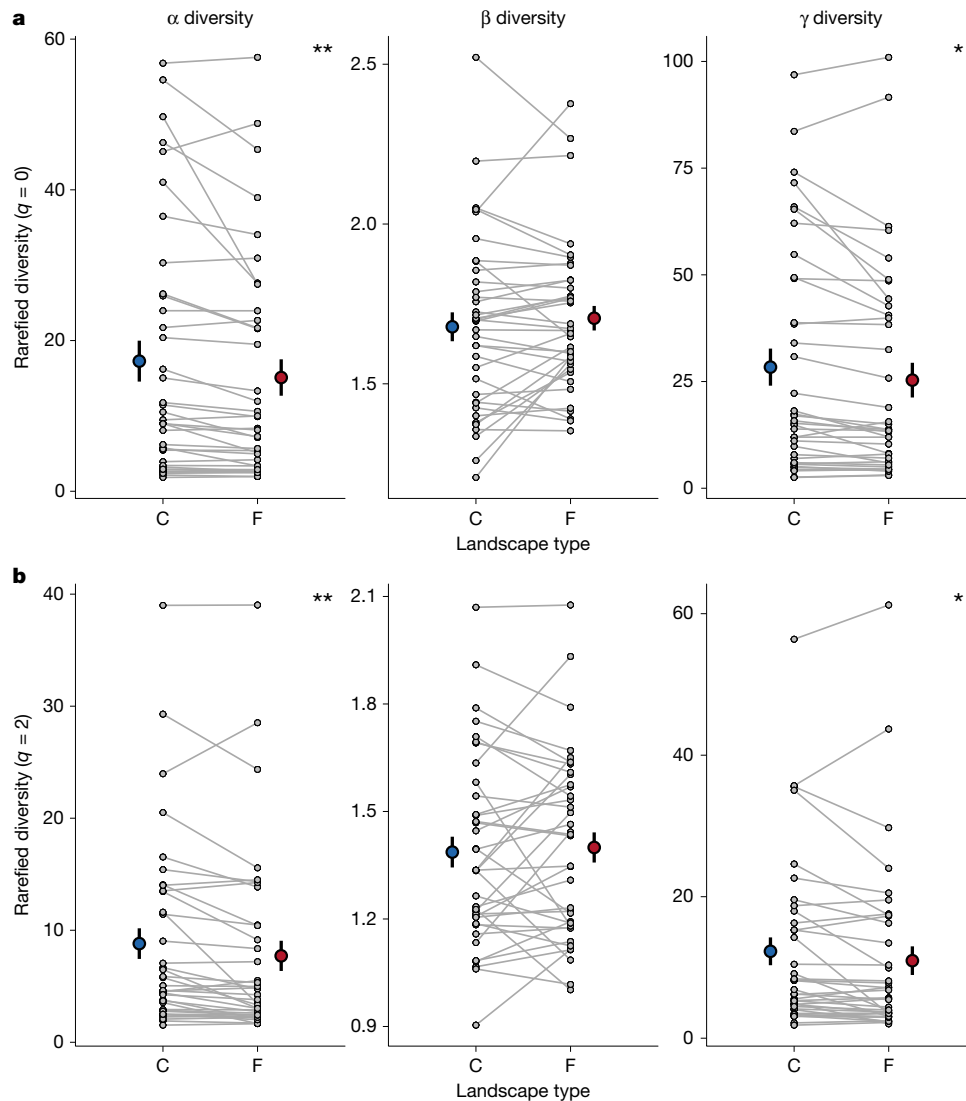 a
α diversity
β diversity
γ diversity
Rarefied diversity (q = 0)
60
40
20
0
**
C
F
2.5
2.0
1.5
C
F
100
75
50
25
0
*
C
F
Landscape type
b
Rarefied diversity (q = 2)
40
30
20
10
0
**
C
F
2.1
1.8
1.5
1.2
0.9
C
F
60
40
20
0
*
C
F
Landscape type